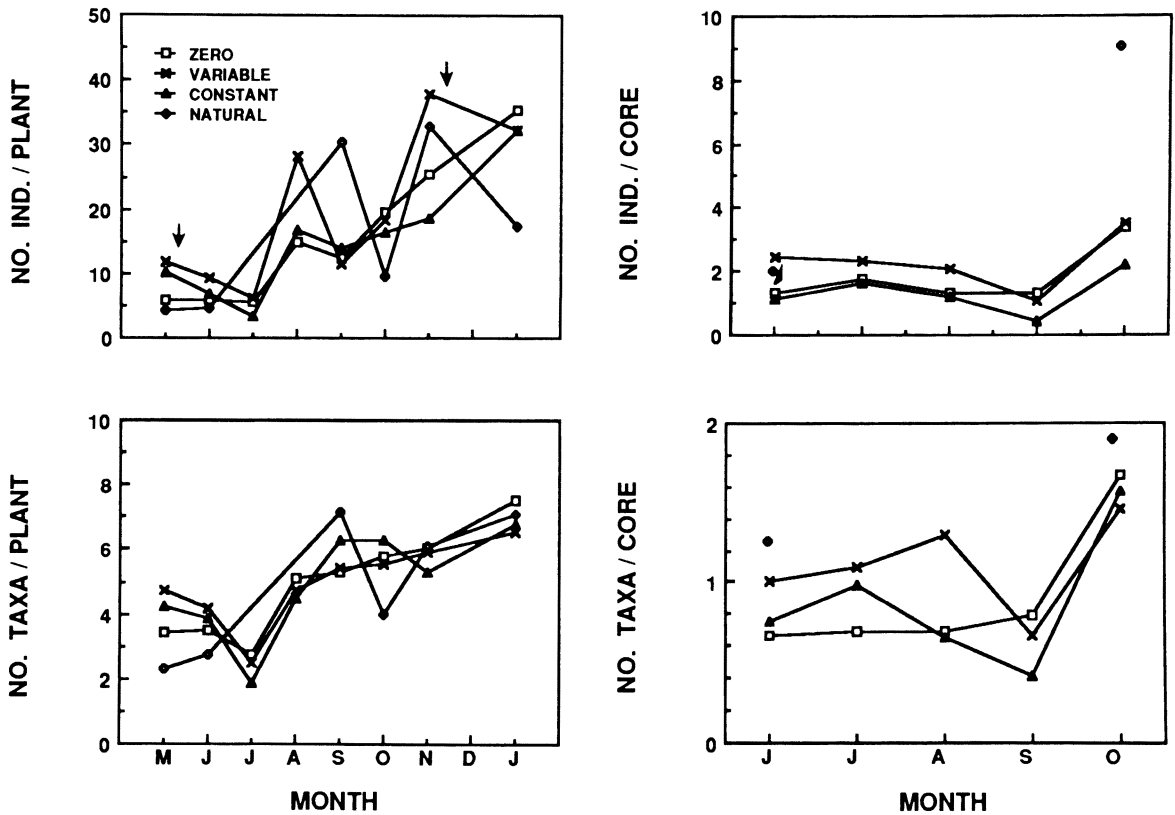 NO. IND. / PLANT
50
40
30
20
10
0
ZERO
VARIABLE
CONSTANT
NATURAL
NO. IND. / CORE
10
8
6
4
2
0
NO. TAXA / PLANT
10
8
6
4
2
0
M J J A S O N D J
MONTH
NO. TAXA / CORE
2
1
0
J J A S O
MONTH